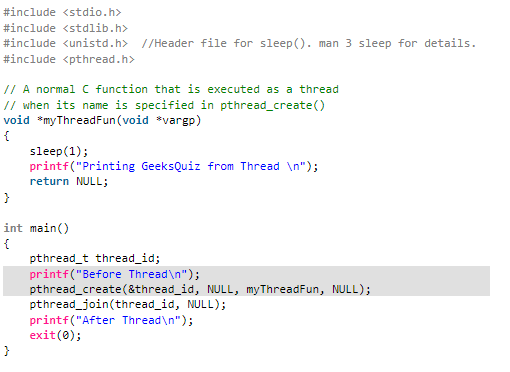 #include <stdio.h>
#include <stdlib.h>
#include <unistd.h>  //Header file for sleep(). man 3 sleep for details.
#include <pthread.h>

// A normal C function that is executed as a thread
// when its name is specified in pthread_create()
void *myThreadFun(void *vargp)
{
    sleep(1);
    printf("Printing GeeksQuiz from Thread \n");
    return NULL;
}

int main()
{
    pthread_t thread_id;
    printf("Before Thread\n");
    pthread_create(&thread_id, NULL, myThreadFun, NULL);
    pthread_join(thread_id, NULL);
    printf("After Thread\n");
    exit(0);
}